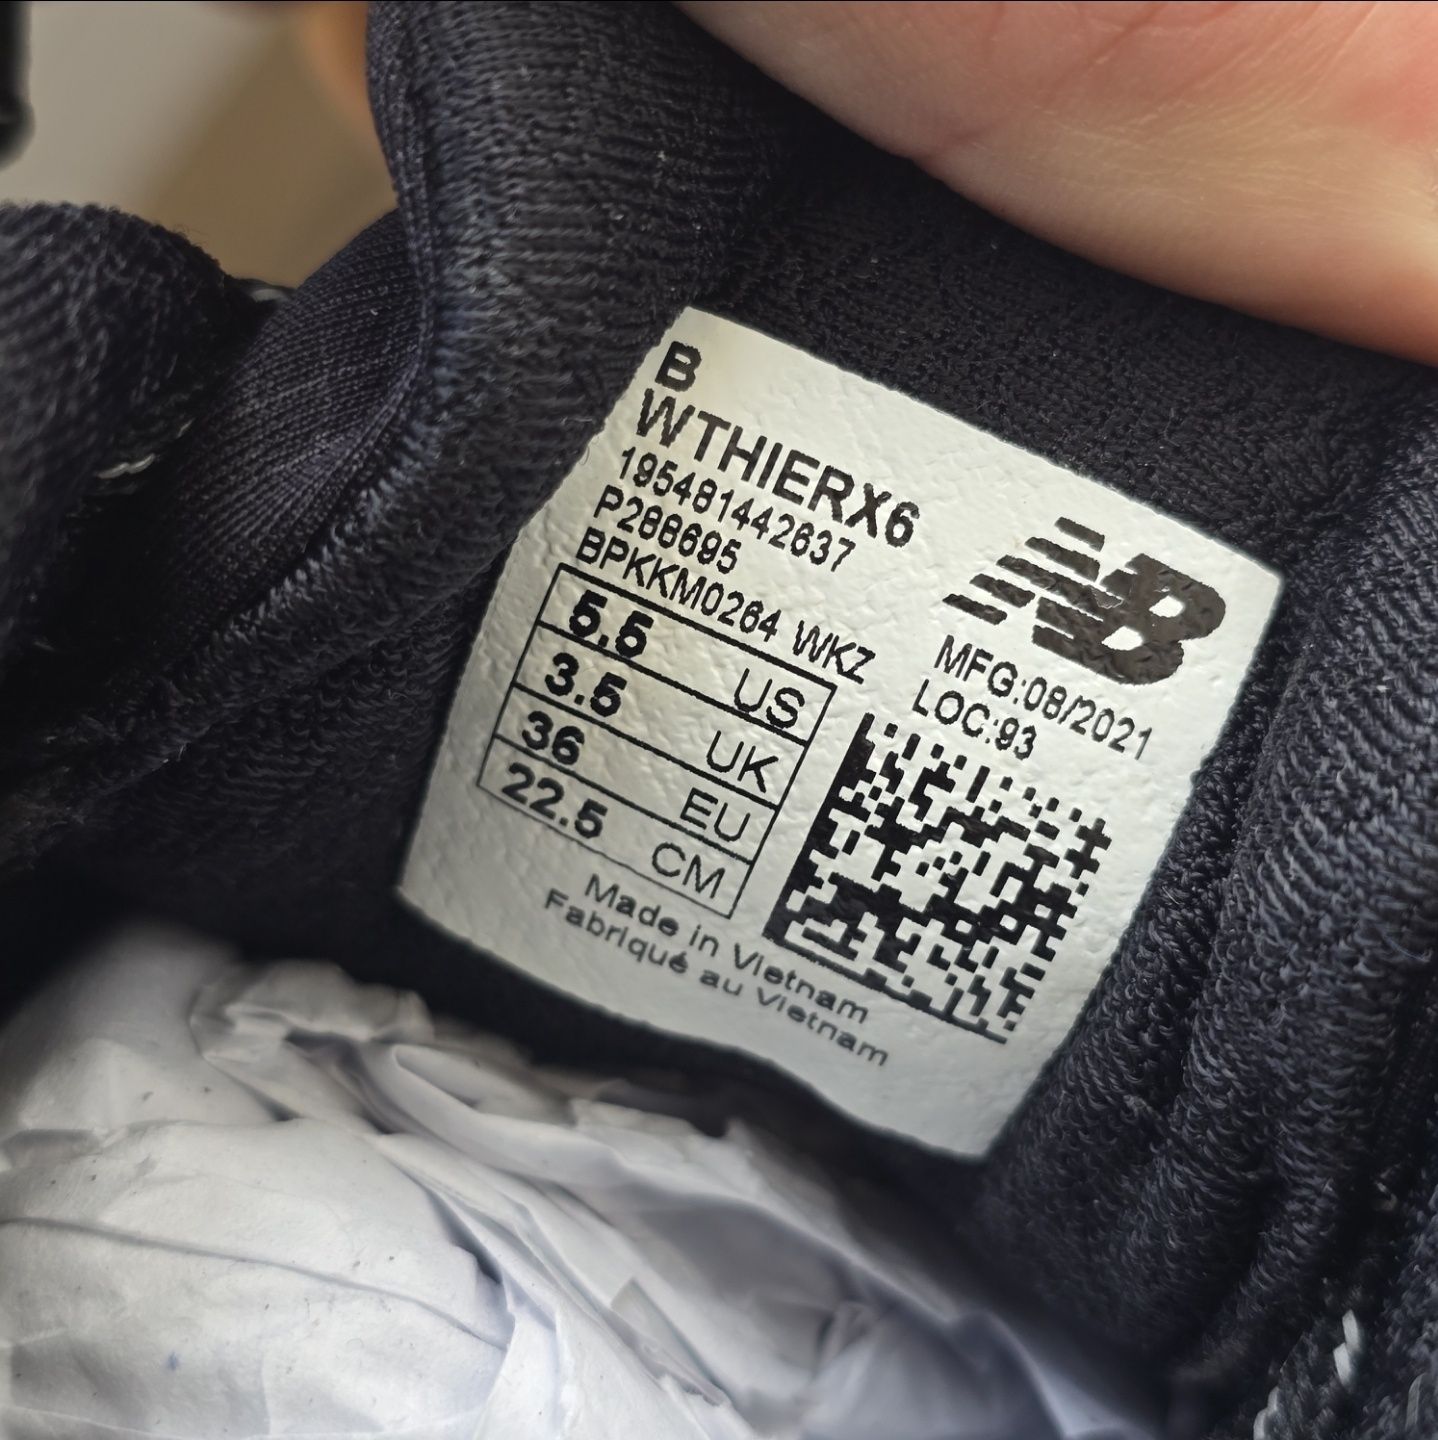 B
WTHIERX6
195481442637
P288695
BPKKM0264 WKZ
5.5 US
3.5 UK
36 EU
22.5 CM
NB
MFG:08/2021
LOC:93
Made in Vietnam
Fabriqué au Vietnam